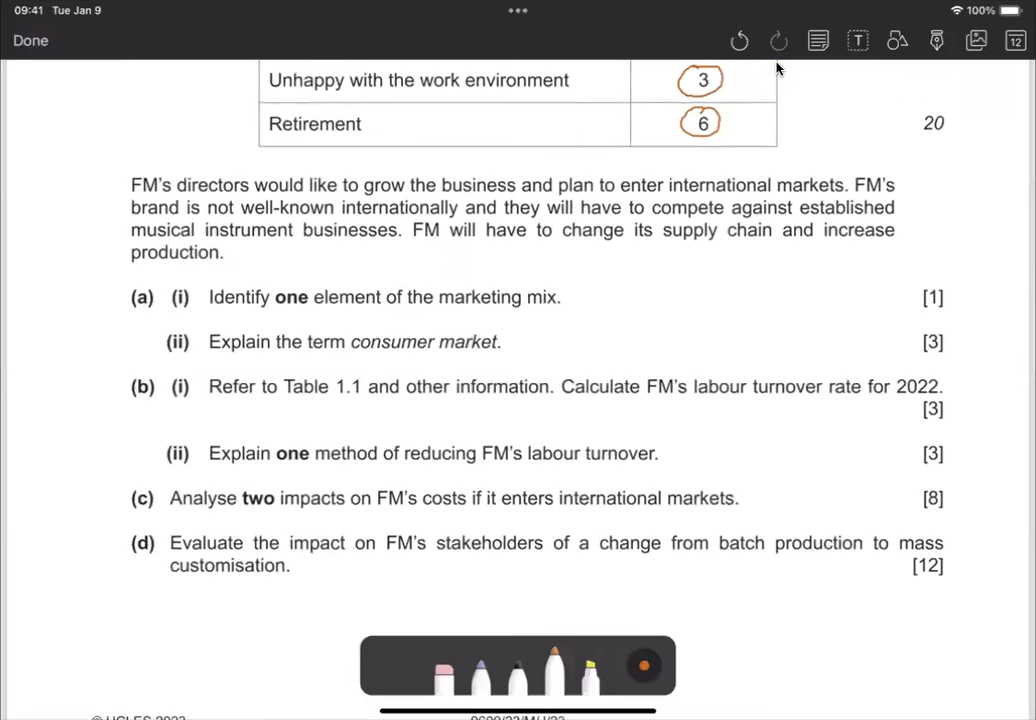 09:41 Tue Jan 9
100%
Done
T
12
Unhappy with the work environment 3
Retirement 6
20
FM's directors would like to grow the business and plan to enter international markets. FM's
brand is not well-known internationally and they will have to compete against established
musical instrument businesses. FM will have to change its supply chain and increase
production.
(a) (i) Identify one element of the marketing mix. [1]
(ii) Explain the term consumer market. [3]
(b) (i) Refer to Table 1.1 and other information. Calculate FM's labour turnover rate for 2022.
[3]
(ii) Explain one method of reducing FM's labour turnover. [3]
(c) Analyse two impacts on FM's costs if it enters international markets. [8]
(d) Evaluate the impact on FM's stakeholders of a change from batch production to mass
customisation. [12]
© UCLES 2023